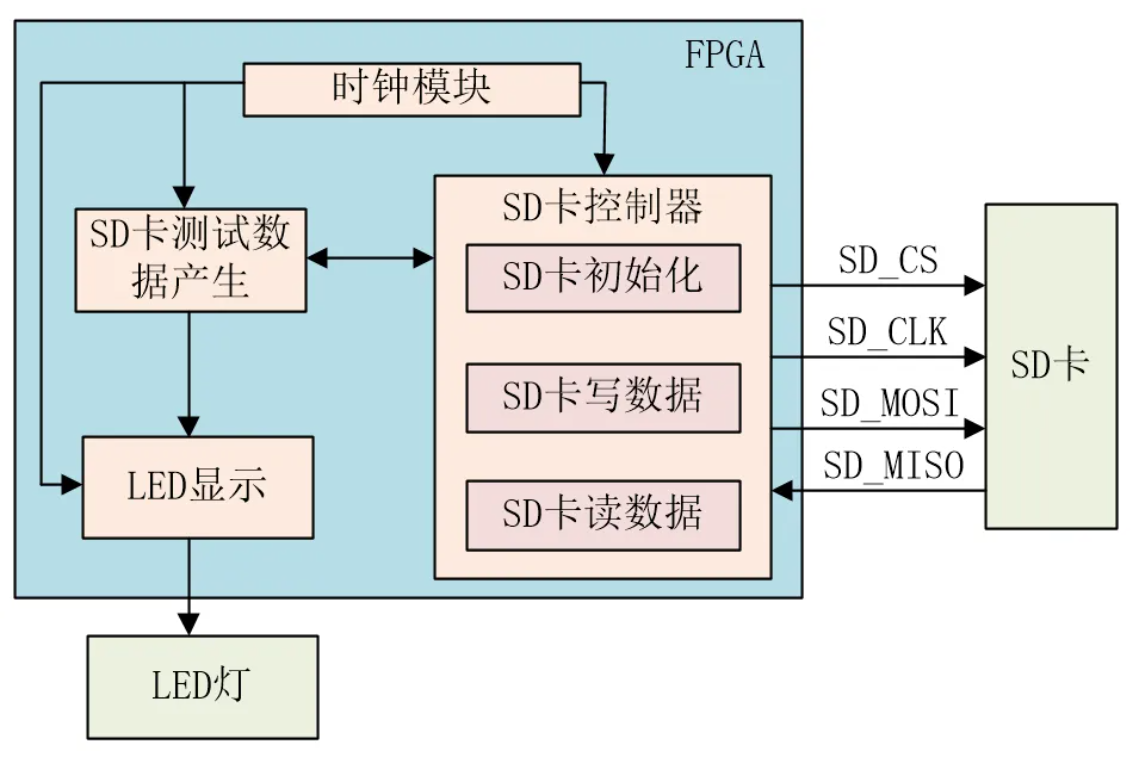 FPGA
时钟模块
SD卡测试数
据产生
SD卡控制器
SD卡初始化
SD卡写数据
SD卡读数据
SD_CS
SD_CLK
SD_MOSI
SD_MISO
SD卡
LED显示
LED灯